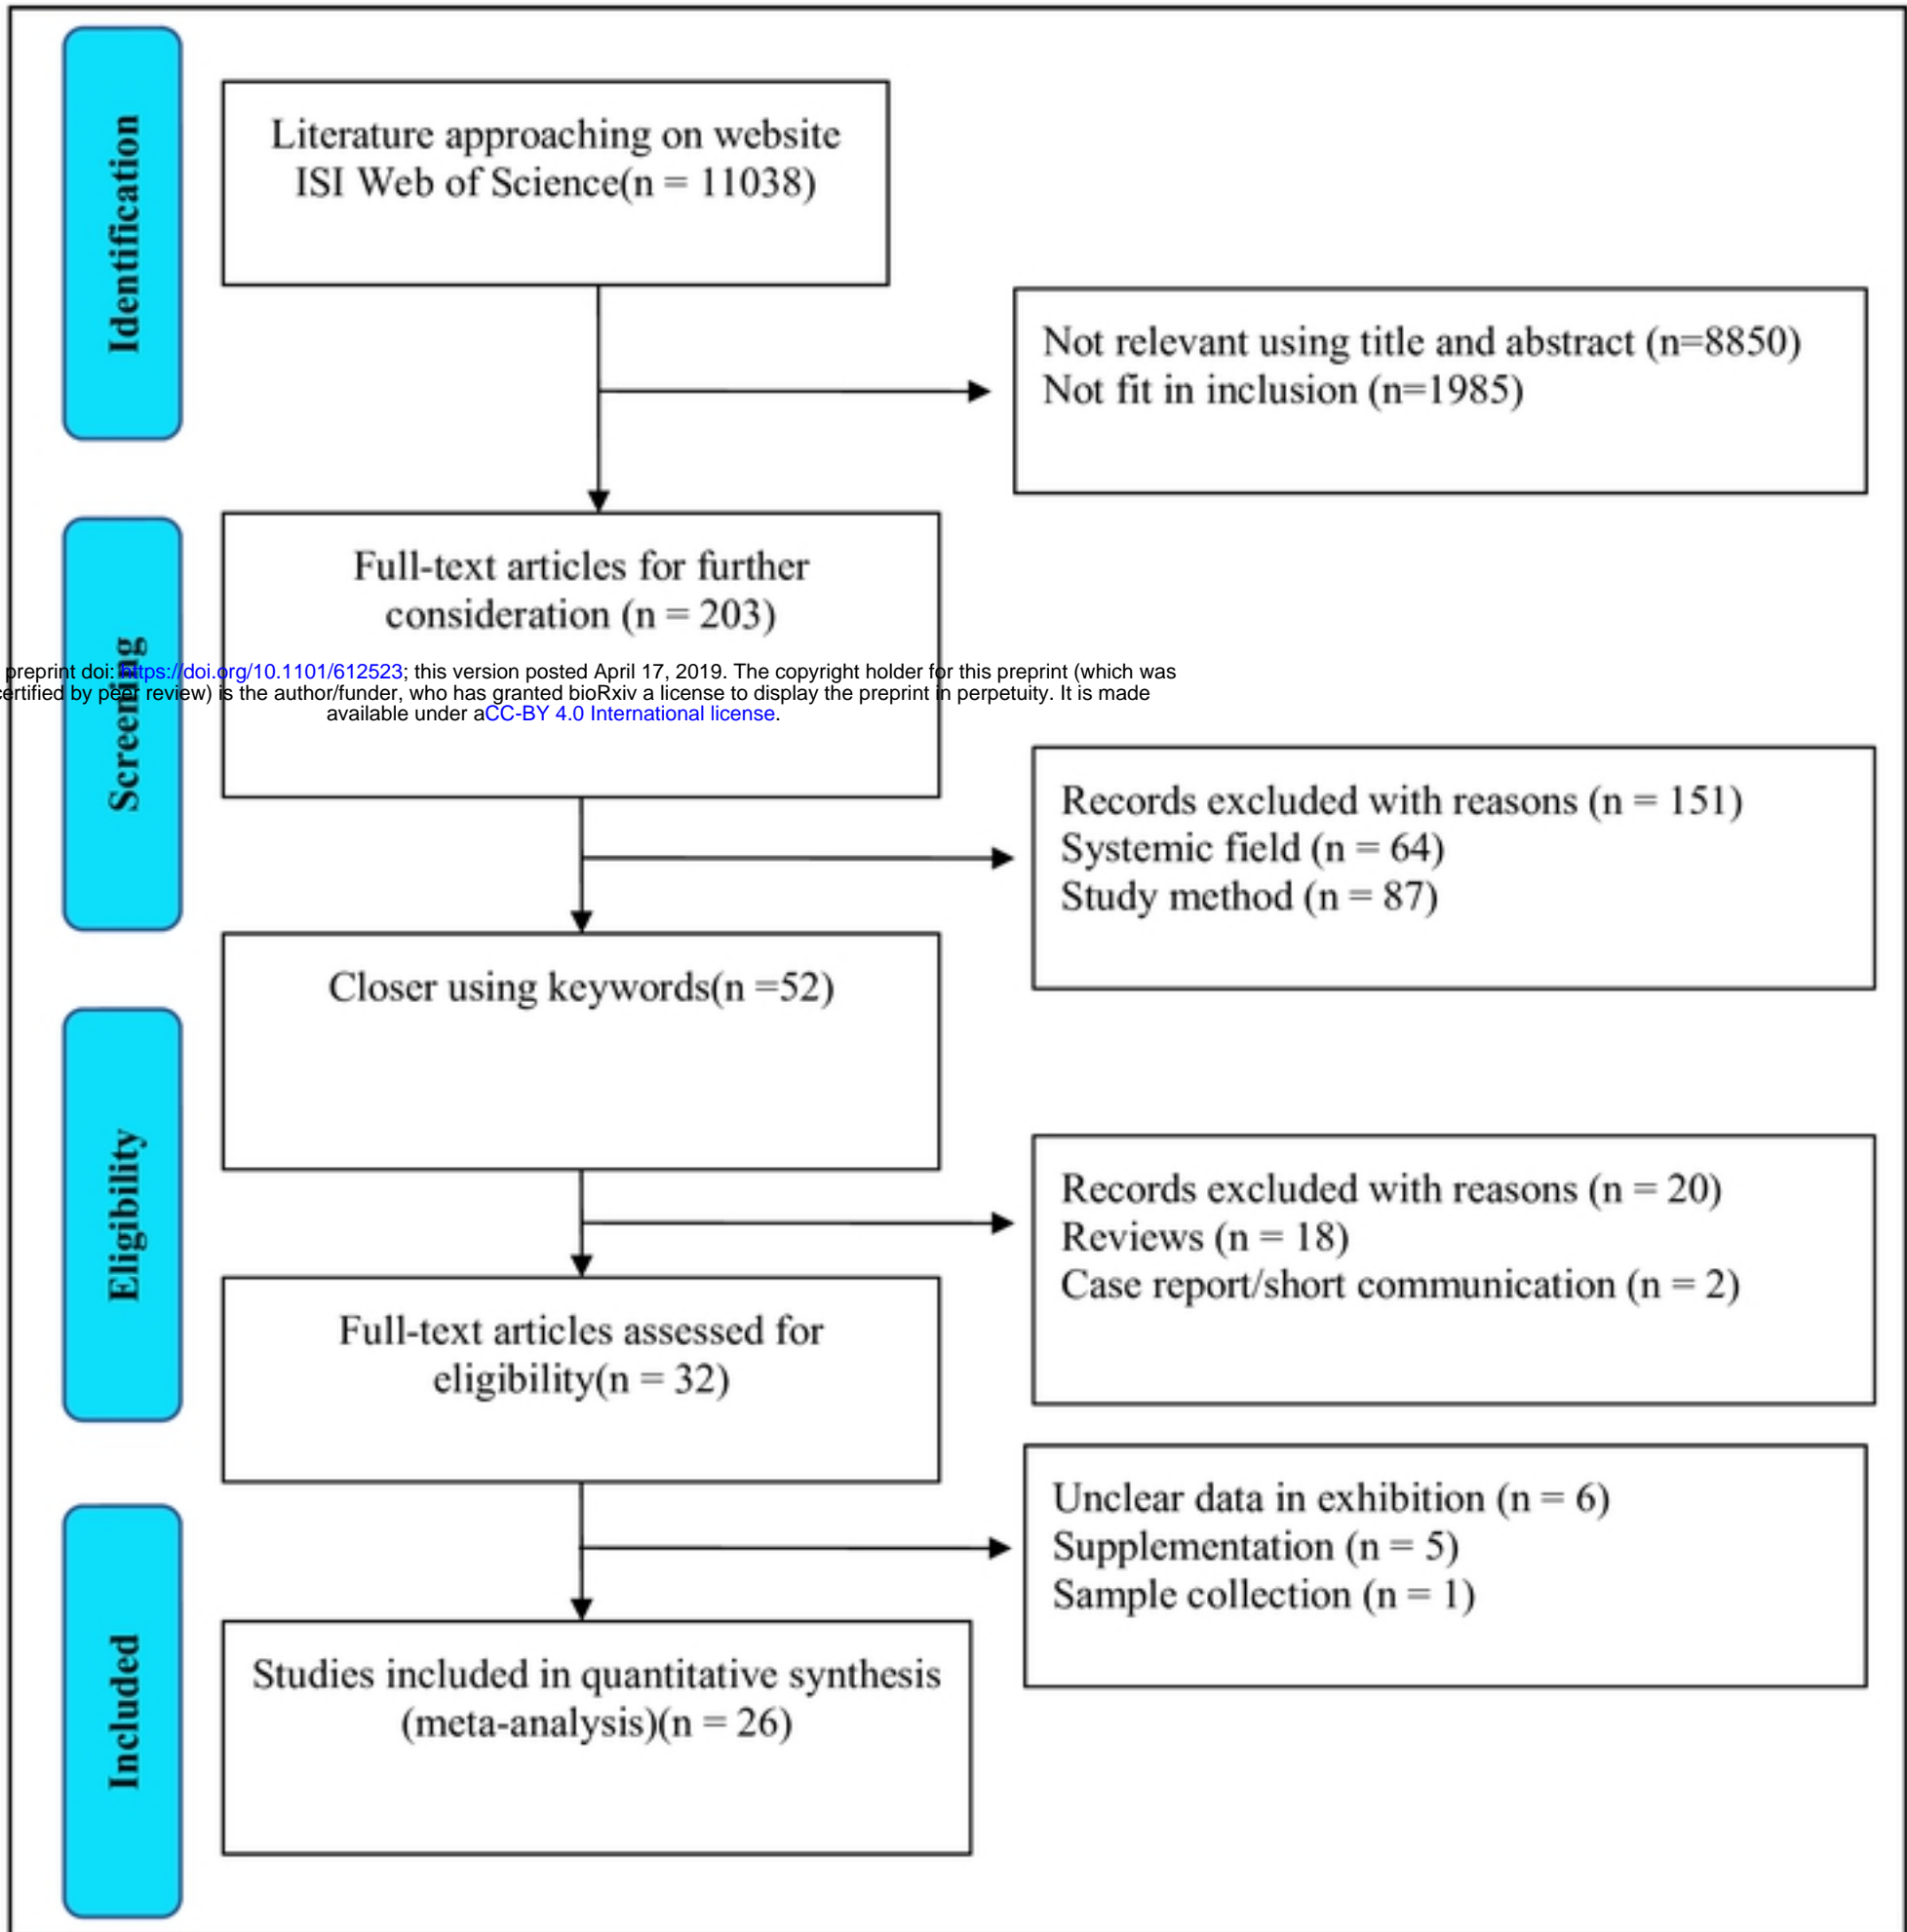 Identification
Literature approaching on website
ISI Web of Science(n = 11038)
Not relevant using title and abstract (n=8850)
Not fit in inclusion (n=1985)
Screening
Full-text articles for further
consideration (n = 203)
preprint doi: https://doi.org/10.1101/612523; this version posted April 17, 2019. The copyright holder for this preprint (which was
certified by peer review) is the author/funder, who has granted bioRxiv a license to display the preprint in perpetuity. It is made
available under aCC-BY 4.0 International license.
Records excluded with reasons (n = 151)
Systemic field (n = 64)
Study method (n = 87)
Closer using keywords(n =52)
Eligibility
Records excluded with reasons (n = 20)
Reviews (n = 18)
Case report/short communication (n = 2)
Full-text articles assessed for
eligibility(n = 32)
Unclear data in exhibition (n = 6)
Supplementation (n = 5)
Sample collection (n = 1)
Included
Studies included in quantitative synthesis
(meta-analysis)(n = 26)